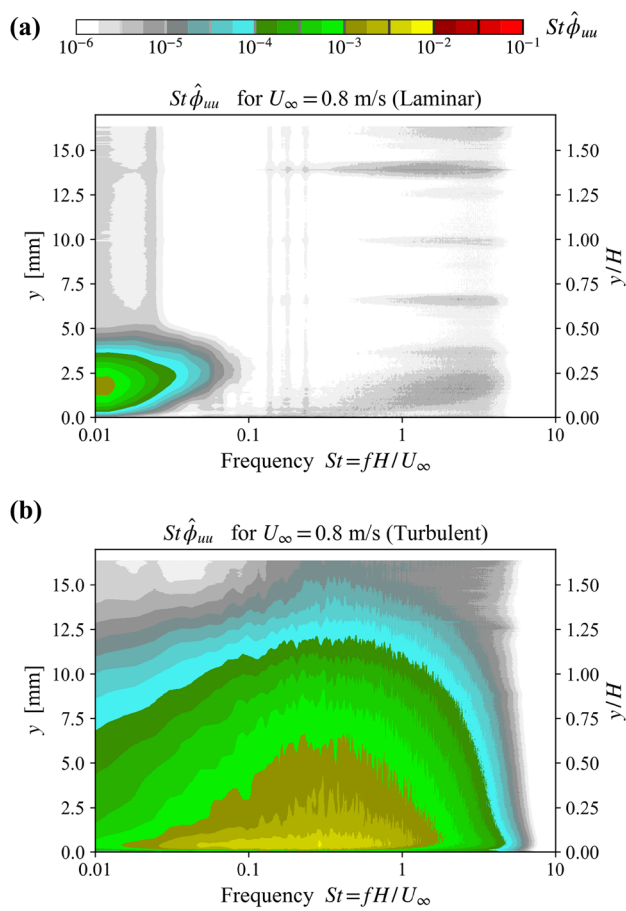 (a) St ϕ̂uu
10⁻⁶ 10⁻⁵ 10⁻⁴ 10⁻³ 10⁻² 10⁻¹
St ϕ̂uu for U∞ = 0.8 m/s (Laminar)
15.0 1.50
12.5 1.25
10.0 1.00
7.5 0.75
5.0 0.50
2.5 0.25
0.0 0.00
y [mm]
y/H
0.01 0.1 1 10
Frequency St = fH/U∞
(b)
St ϕ̂uu for U∞ = 0.8 m/s (Turbulent)
15.0 1.50
12.5 1.25
10.0 1.00
7.5 0.75
5.0 0.50
2.5 0.25
0.0 0.00
y [mm]
y/H
0.01 0.1 1 10
Frequency St = fH/U∞